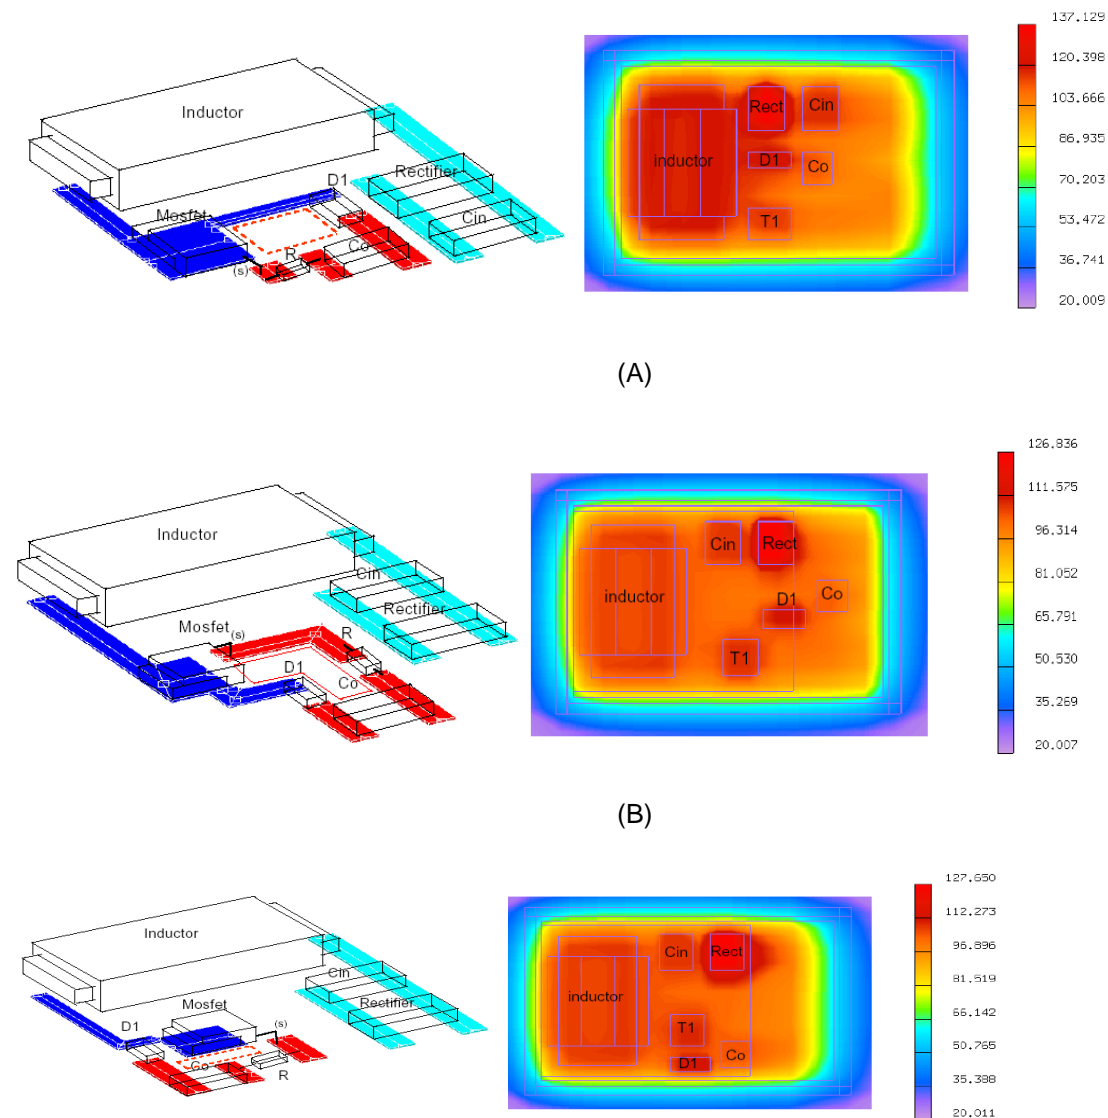 137.129
120.398
103.666
86.935
70.203
53.472
36.741
20.009
Inductor
Rectifier
D1
Cin
Mosfet
Co
R
(s)
Rect
Cin
inductor
D1
Co
T1
(A)
126.836
111.575
96.314
81.052
65.791
50.530
35.269
20.007
Inductor
Cin
Rectifier
Mosfet
(s)
R
D1
Co
Cin
Rect
inductor
D1
Co
T1
(B)
127.650
112.273
96.896
81.519
66.142
50.765
35.388
20.011
Inductor
Cin
Rectifier
Mosfet
D1
(s)
Co
R
Cin
Rect
inductor
T1
D1
Co